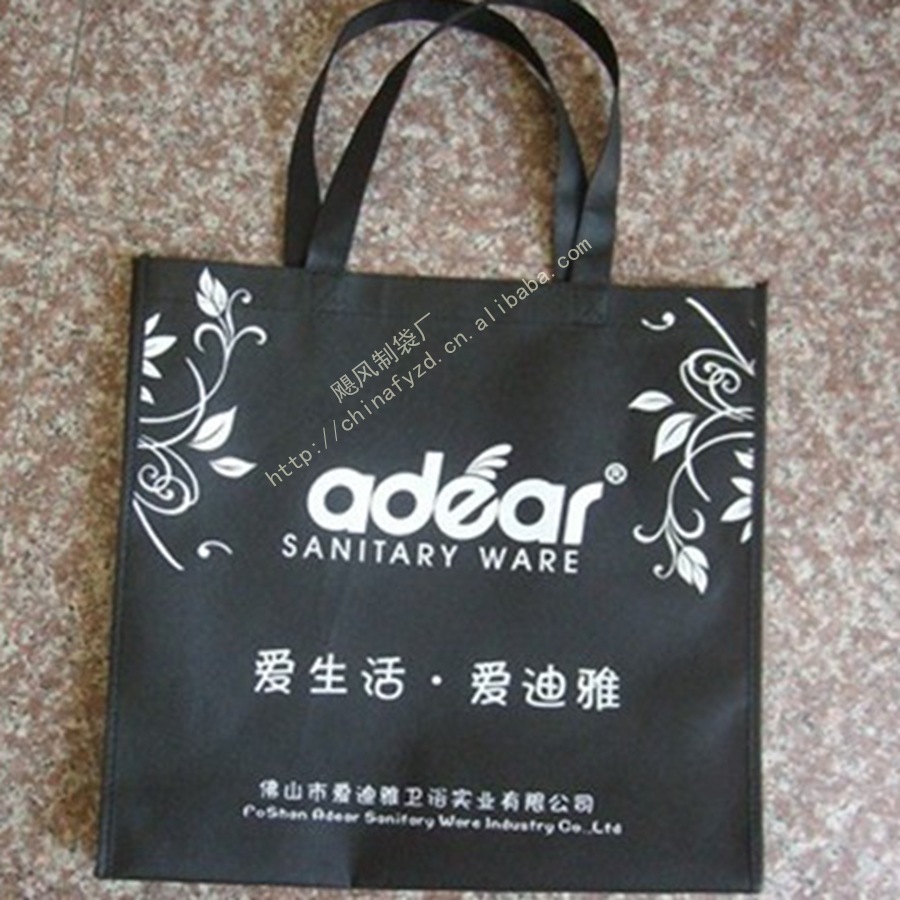 飓风制袋厂
http://chinafyzd.cn.alibaba.com
adear®
SANITARY WARE
爱生活·爱迪雅
佛山市爱迪雅卫浴实业有限公司
FoShan Adear Sanitary Ware Industry Co.,Ltd